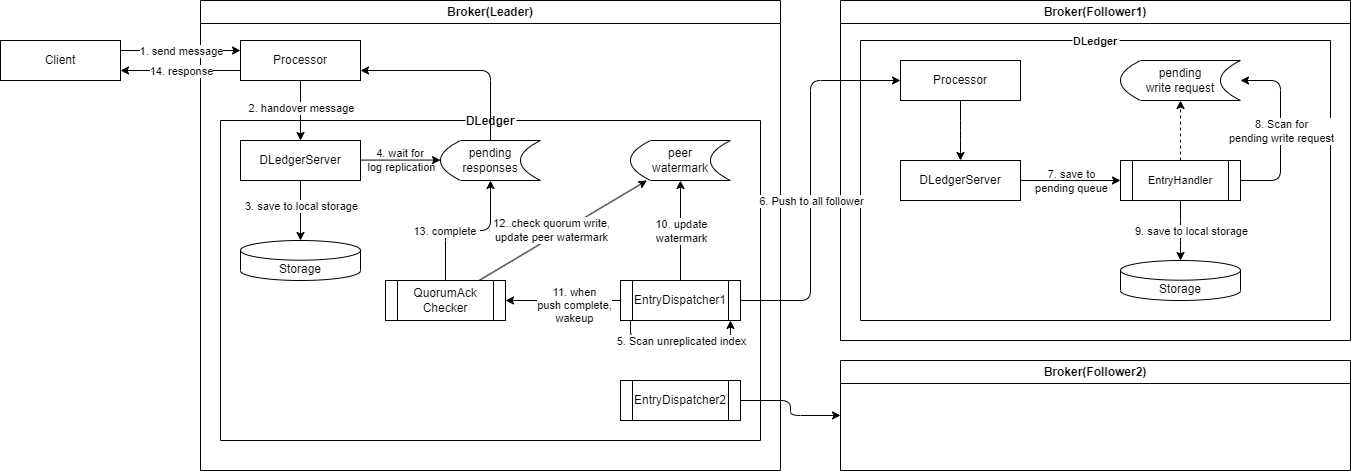 Broker(Leader)
Client
1. send message
14. response
Processor
2. handover message
DLedger
DLedgerServer
4. wait for
log replication
pending
responses
peer
watermark
3. save to local storage
Storage
13. complete
12..check quorum write,
update peer watermark
10. update
watermark
QuorumAck
Checker
11. when
push complete,
wakeup
EntryDispatcher1
5. Scan unreplicated index
EntryDispatcher2
6. Push to all follower
Broker(Follower1)
DLedger
Processor
pending
write request
8. Scan for
pending write request
DLedgerServer
7. save to
pending queue
EntryHandler
9. save to local storage
Storage
Broker(Follower2)